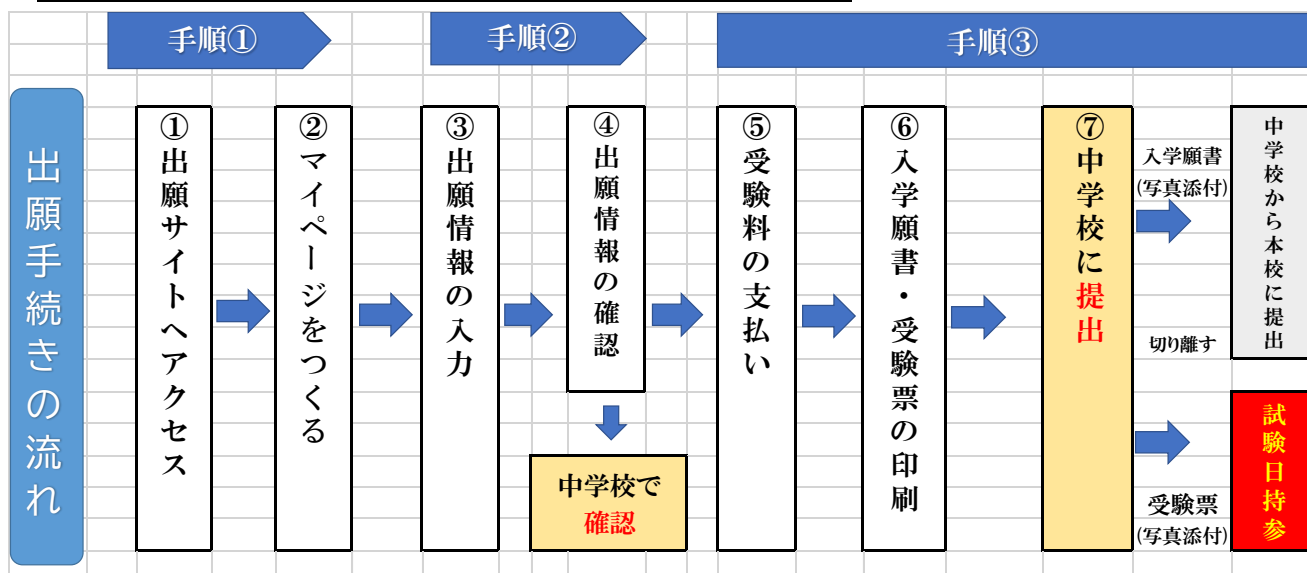 手順①
手順②
手順③
出願手続きの流れ
①出願サイトへアクセス
②マイページをつくる
③出願情報の入力
④出願情報の確認
中学校で
確認
⑤受験料の支払い
⑥入学願書・受験票の印刷
⑦中学校に提出
入学願書
(写真添付)
切り離す
受験票
(写真添付)
中学校から本校に提出
試験日持参